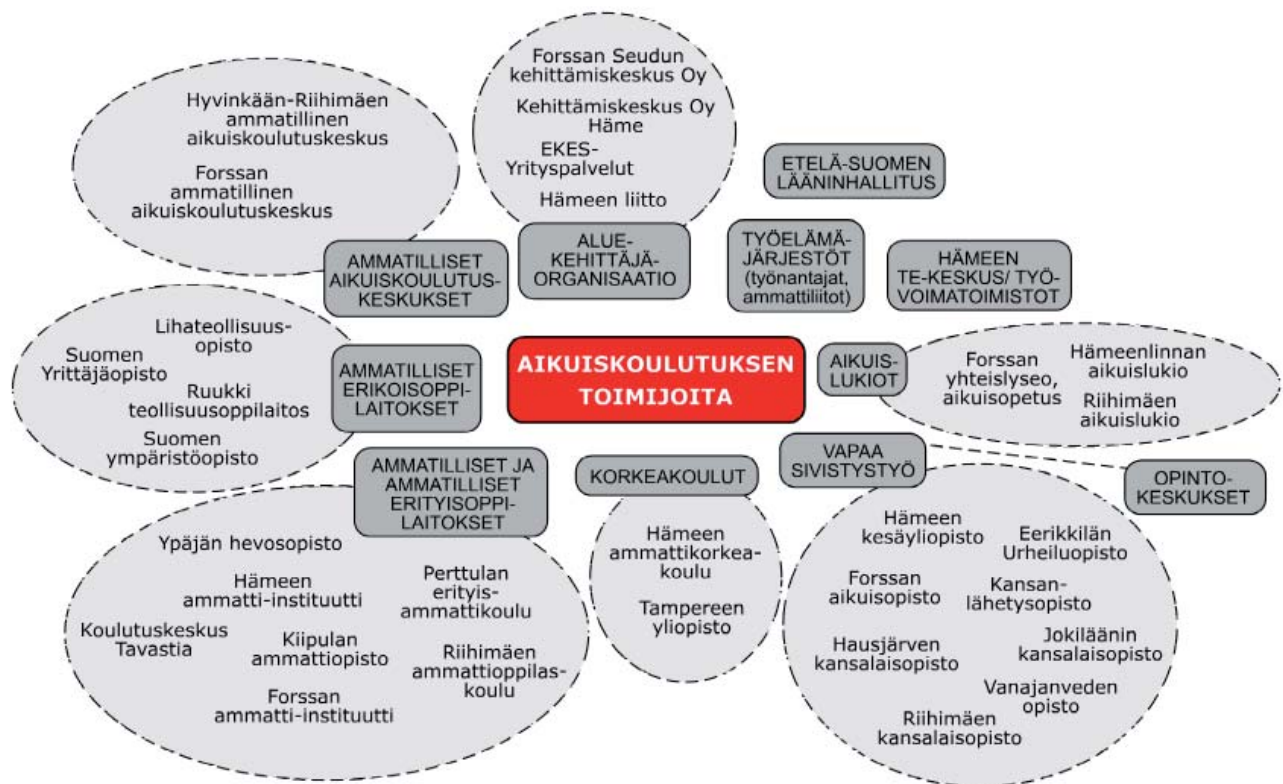 Forssan Seudun
kehittämiskeskus Oy
Kehittämiskeskus Oy
Häme
EKES-
Yrityspalvelut
Hämeen liitto
Hyvinkään-Riihimäen
ammatillinen
aikuiskoulutuskeskus
Forssan
ammatillinen
aikuiskoulutuskeskus
ETELÄ-SUOMEN
LÄÄNINHALLITUS
AMMATILLISET
AIKUISKOULUTUS-
KESKUKSET
ALUE-
KEHITTÄJÄ-
ORGANISAATIO
TYÖELÄMÄ-
JÄRJESTÖT
(työnantajat,
ammattiliitot)
HÄMEEN
TE-KESKUS/ TYÖ-
VOIMATOIMISTOT
Lihateollisuus-
opisto
Suomen
Yrittäjäopisto
Ruukki
teollisuusoppilaitos
Suomen
ympäristöopisto
AMMATILLISET
ERIKOISOPPI-
LAITOKSET
AIKUISKOULUTUKSEN
TOIMIJOITA
AIKUIS-
LUKIOT
Forssan
yhteislyseo,
aikuisopetus
Hämeenlinnan
aikuislukio
Riihimäen
aikuislukio
AMMATILLISET JA
AMMATILLISET
ERITYISOPPI-
LAITOKSET
KORKEAKOULUT
VAPAA
SIVISTYSTYÖ
OPINTO-
KESKUKSET
Ypäjän hevosopisto
Hämeen
ammatti-instituutti
Perttulan
erityis-
ammattikoulu
Koulutuskeskus
Tavastia
Kiipulan
ammattiopisto
Riihimäen
ammattioppilas-
koulu
Forssan
ammatti-instituutti
Hämeen
ammattikorkea-
koulu
Tampereen
yliopisto
Hämeen
kesäyliopisto
Eerikkilän
Urheiluopisto
Forssan
aikuisopisto
Kansan-
lähetysopisto
Hausjärven
kansalaisopisto
Jokiläänin
kansalaisopisto
Vanajanveden
opisto
Riihimäen
kansalaisopisto